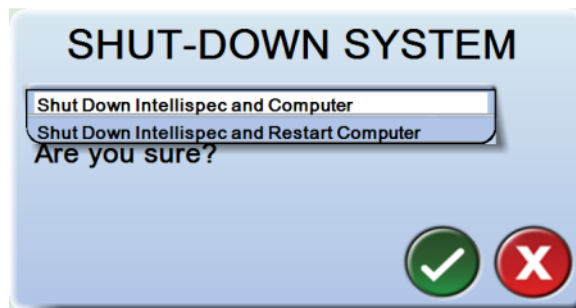 SHUT-DOWN SYSTEM
Shut Down Intellispec and Computer
Shut Down Intellispec and Restart Computer
Are you sure?